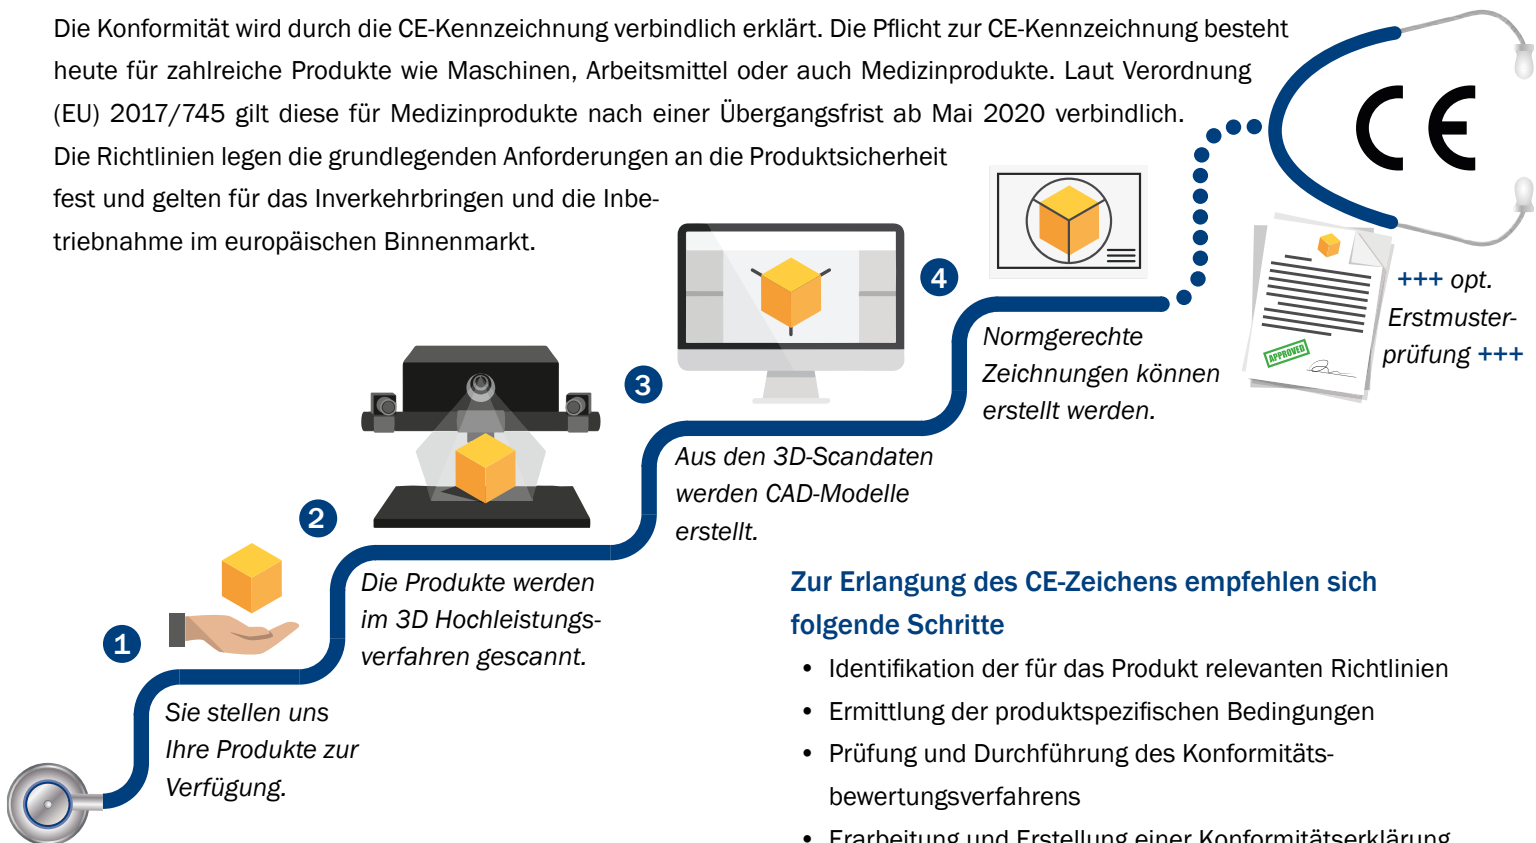 Die Konformität wird durch die CE-Kennzeichnung verbindlich erklärt. Die Pflicht zur CE-Kennzeichnung besteht
heute für zahlreiche Produkte wie Maschinen, Arbeitsmittel oder auch Medizinprodukte. Laut Verordnung
(EU) 2017/745 gilt diese für Medizinprodukte nach einer Übergangsfrist ab Mai 2020 verbindlich.
Die Richtlinien legen die grundlegenden Anforderungen an die Produktsicherheit
fest und gelten für das Inverkehrbringen und die Inbe-
triebnahme im europäischen Binnenmarkt.
CE
1
Sie stellen uns
Ihre Produkte zur
Verfügung.
2
Die Produkte werden
im 3D Hochleistungs-
verfahren gescannt.
3
Aus den 3D-Scandaten
werden CAD-Modelle
erstellt.
4
Normgerechte
Zeichnungen können
erstellt werden.
APPROVED
+++ opt.
Erstmuster-
prüfung +++
Zur Erlangung des CE-Zeichens empfehlen sich
folgende Schritte
• Identifikation der für das Produkt relevanten Richtlinien
• Ermittlung der produktspezifischen Bedingungen
• Prüfung und Durchführung des Konformitäts-
bewertungsverfahrens
• Erarbeitung und Erstellung einer Konformitätserklärung